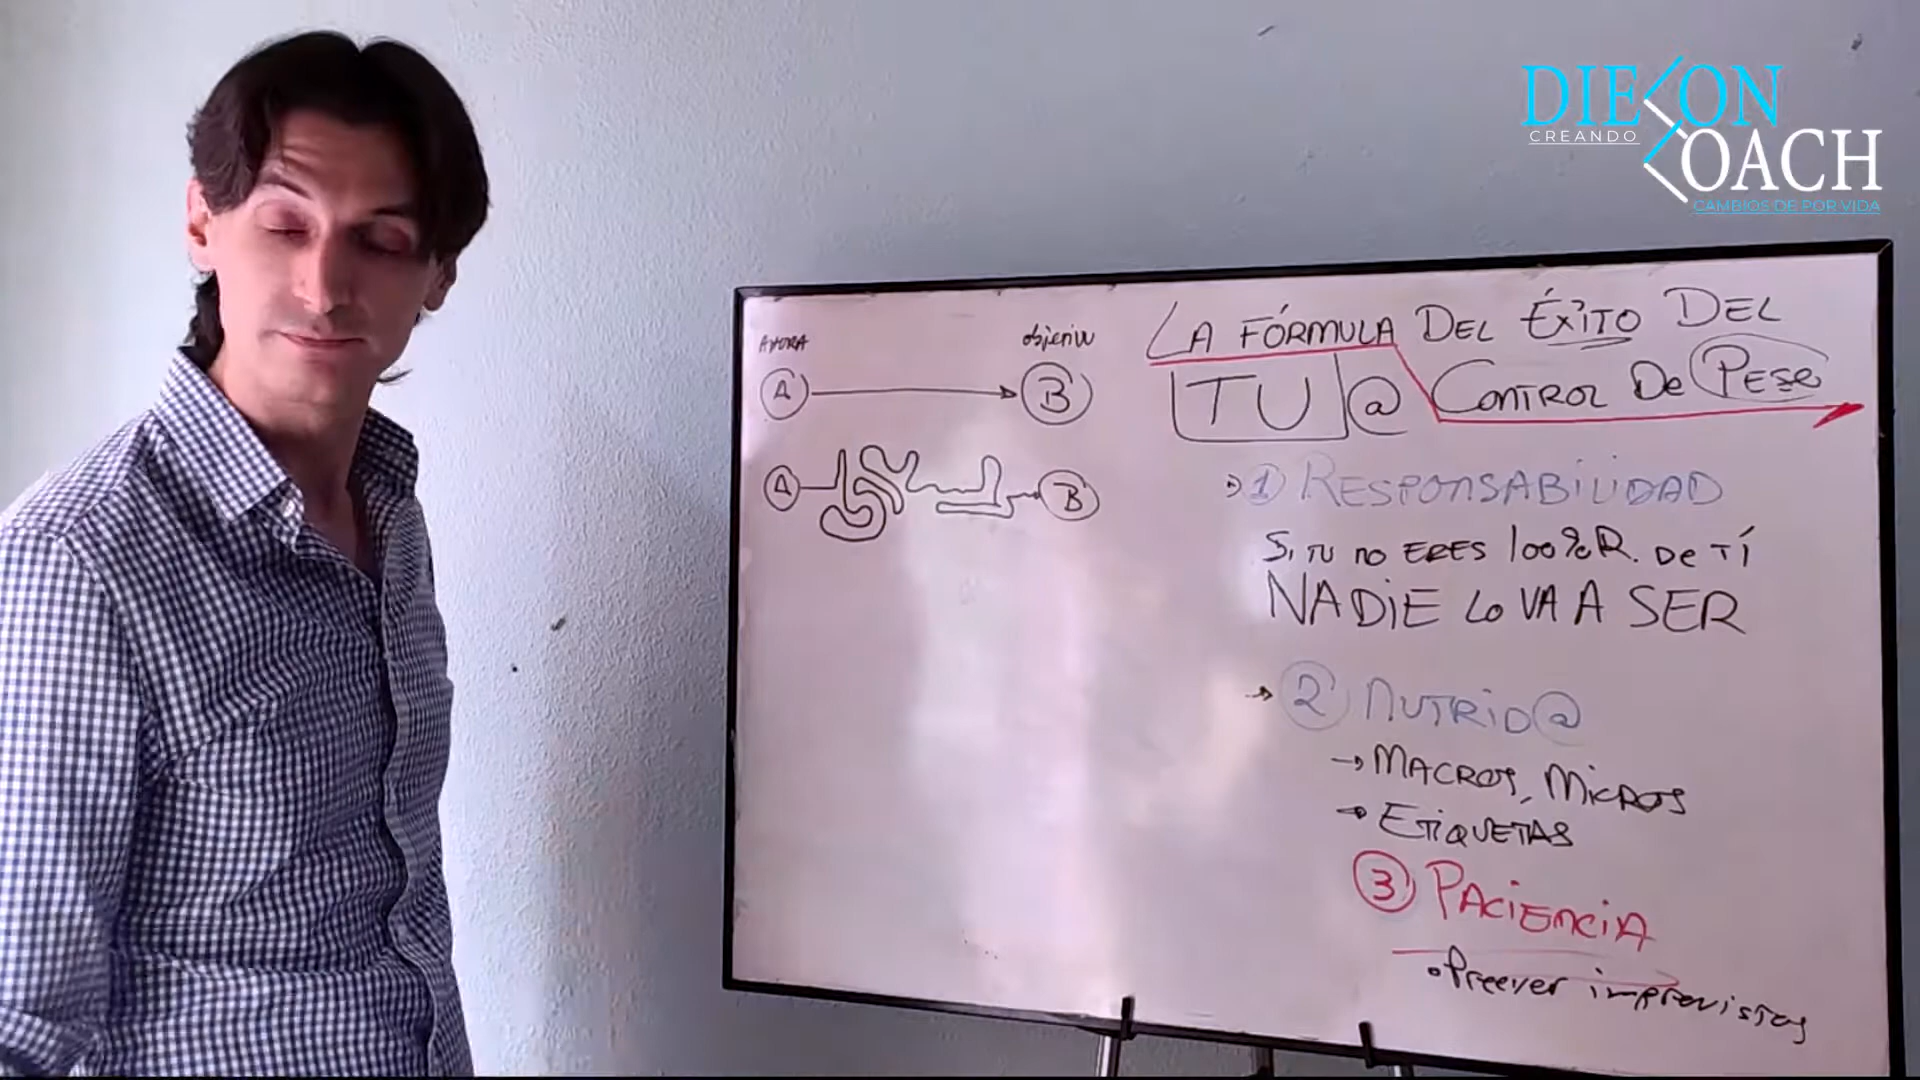 DIEGON
CREANDO
COACH
CAMBIOS DE POR VIDA
AHORA
objetivo
A
B
A
B
LA FÓRMULA DEL ÉXITO DEL
TU @ CONTROL DE PESO
1 RESPONSABILIDAD
Si TU NO ERES 100% R. DE TÍ
NADIE LO VA A SER
2 NUTRID@
MACROS, MICROS
ETIQUETAS
3 PACIENCIA
Preever imprevistos